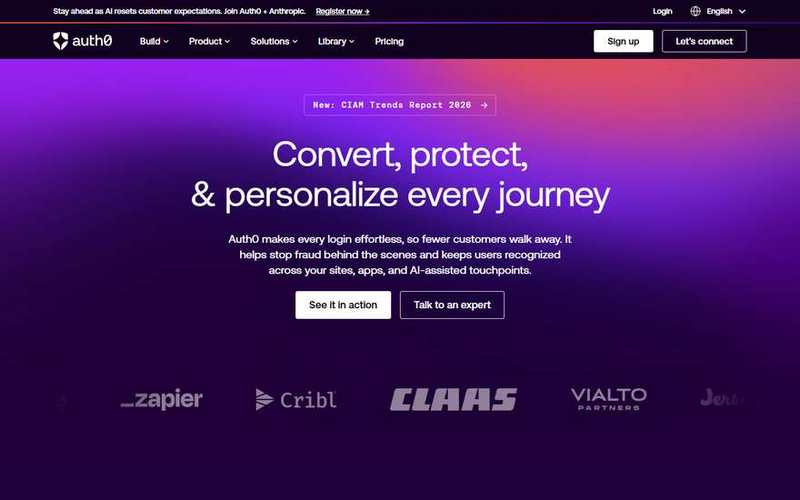 Stay ahead as AI resets customer expectations. Join Auth0 + Anthropic. Register now →
Login English
auth0 Build Product Solutions Library Pricing Sign up Let's connect
New: CIAM Trends Report 2026 →
Convert, protect,
& personalize every journey
Auth0 makes every login effortless, so fewer customers walk away. It
helps stop fraud behind the scenes and keeps users recognized
across your sites, apps, and AI-assisted touchpoints.
See it in action Talk to an expert
_zapier Cribl CLAAS VIALTO
PARTNERS